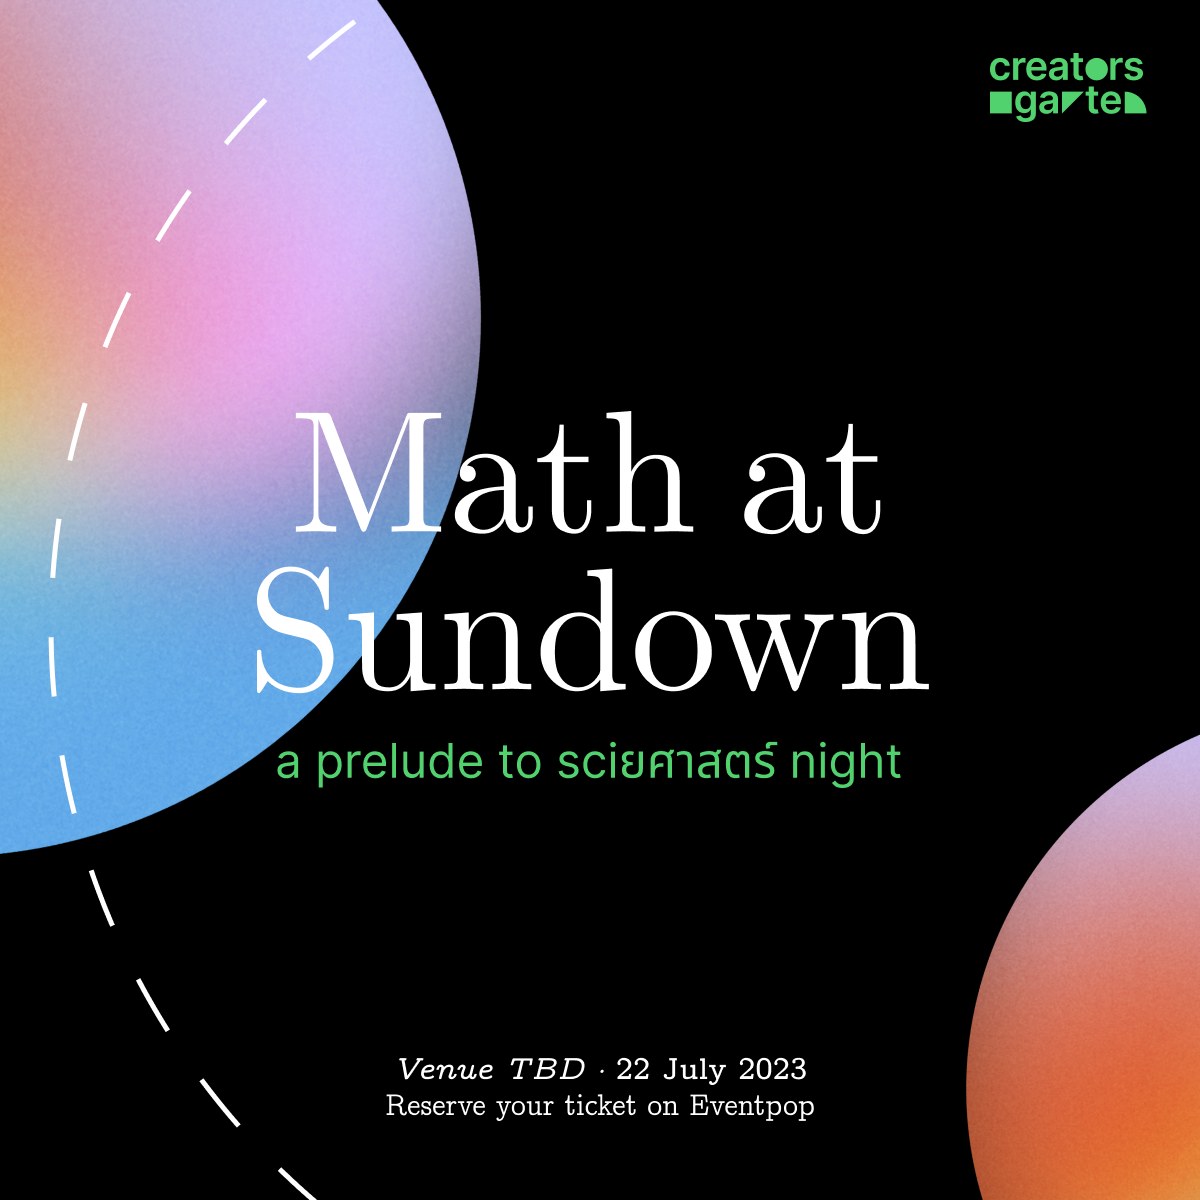 creators
garten
Math at
Sundown
a prelude to sciยศาสตร์ night
Venue TBD · 22 July 2023
Reserve your ticket on Eventpop